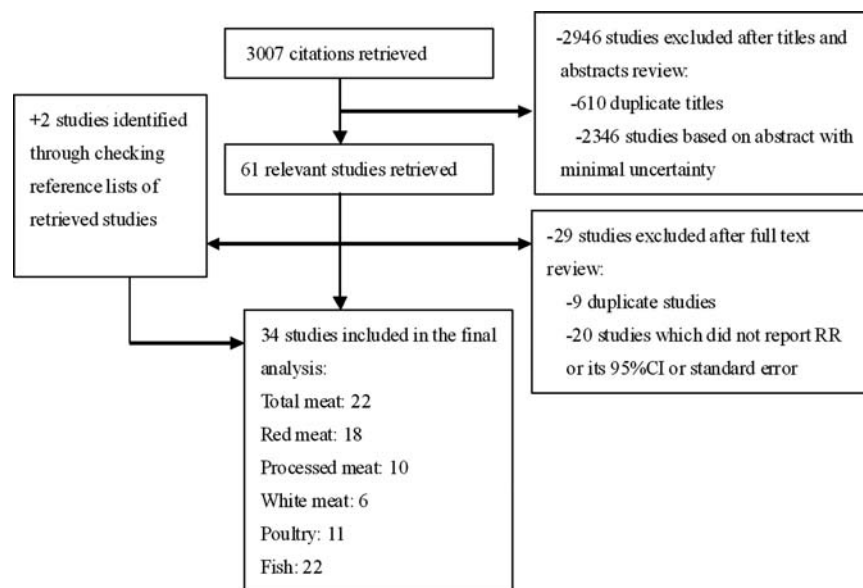 3007 citations retrieved
-2946 studies excluded after titles and
abstracts review:
-610 duplicate titles
-2346 studies based on abstract with
minimal uncertainty
+2 studies identified
through checking
reference lists of
retrieved studies
61 relevant studies retrieved
-29 studies excluded after full text
review:
-9 duplicate studies
-20 studies which did not report RR
or its 95%CI or standard error
34 studies included in the final
analysis:
Total meat: 22
Red meat: 18
Processed meat: 10
White meat: 6
Poultry: 11
Fish: 22